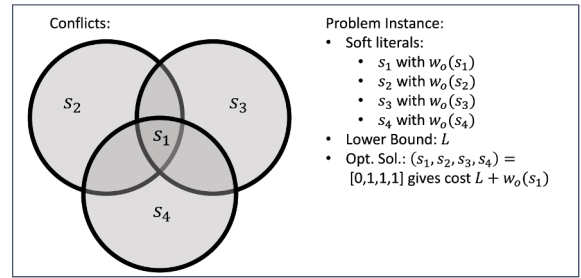 Conflicts:
s₂
s₃
s₁
s₄
Problem Instance:
• Soft literals:
• s₁ with wₒ(s₁)
• s₂ with wₒ(s₂)
• s₃ with wₒ(s₃)
• s₄ with wₒ(s₄)
• Lower Bound: L
• Opt. Sol.: (s₁, s₂, s₃, s₄) =
[0,1,1,1] gives cost L + wₒ(s₁)